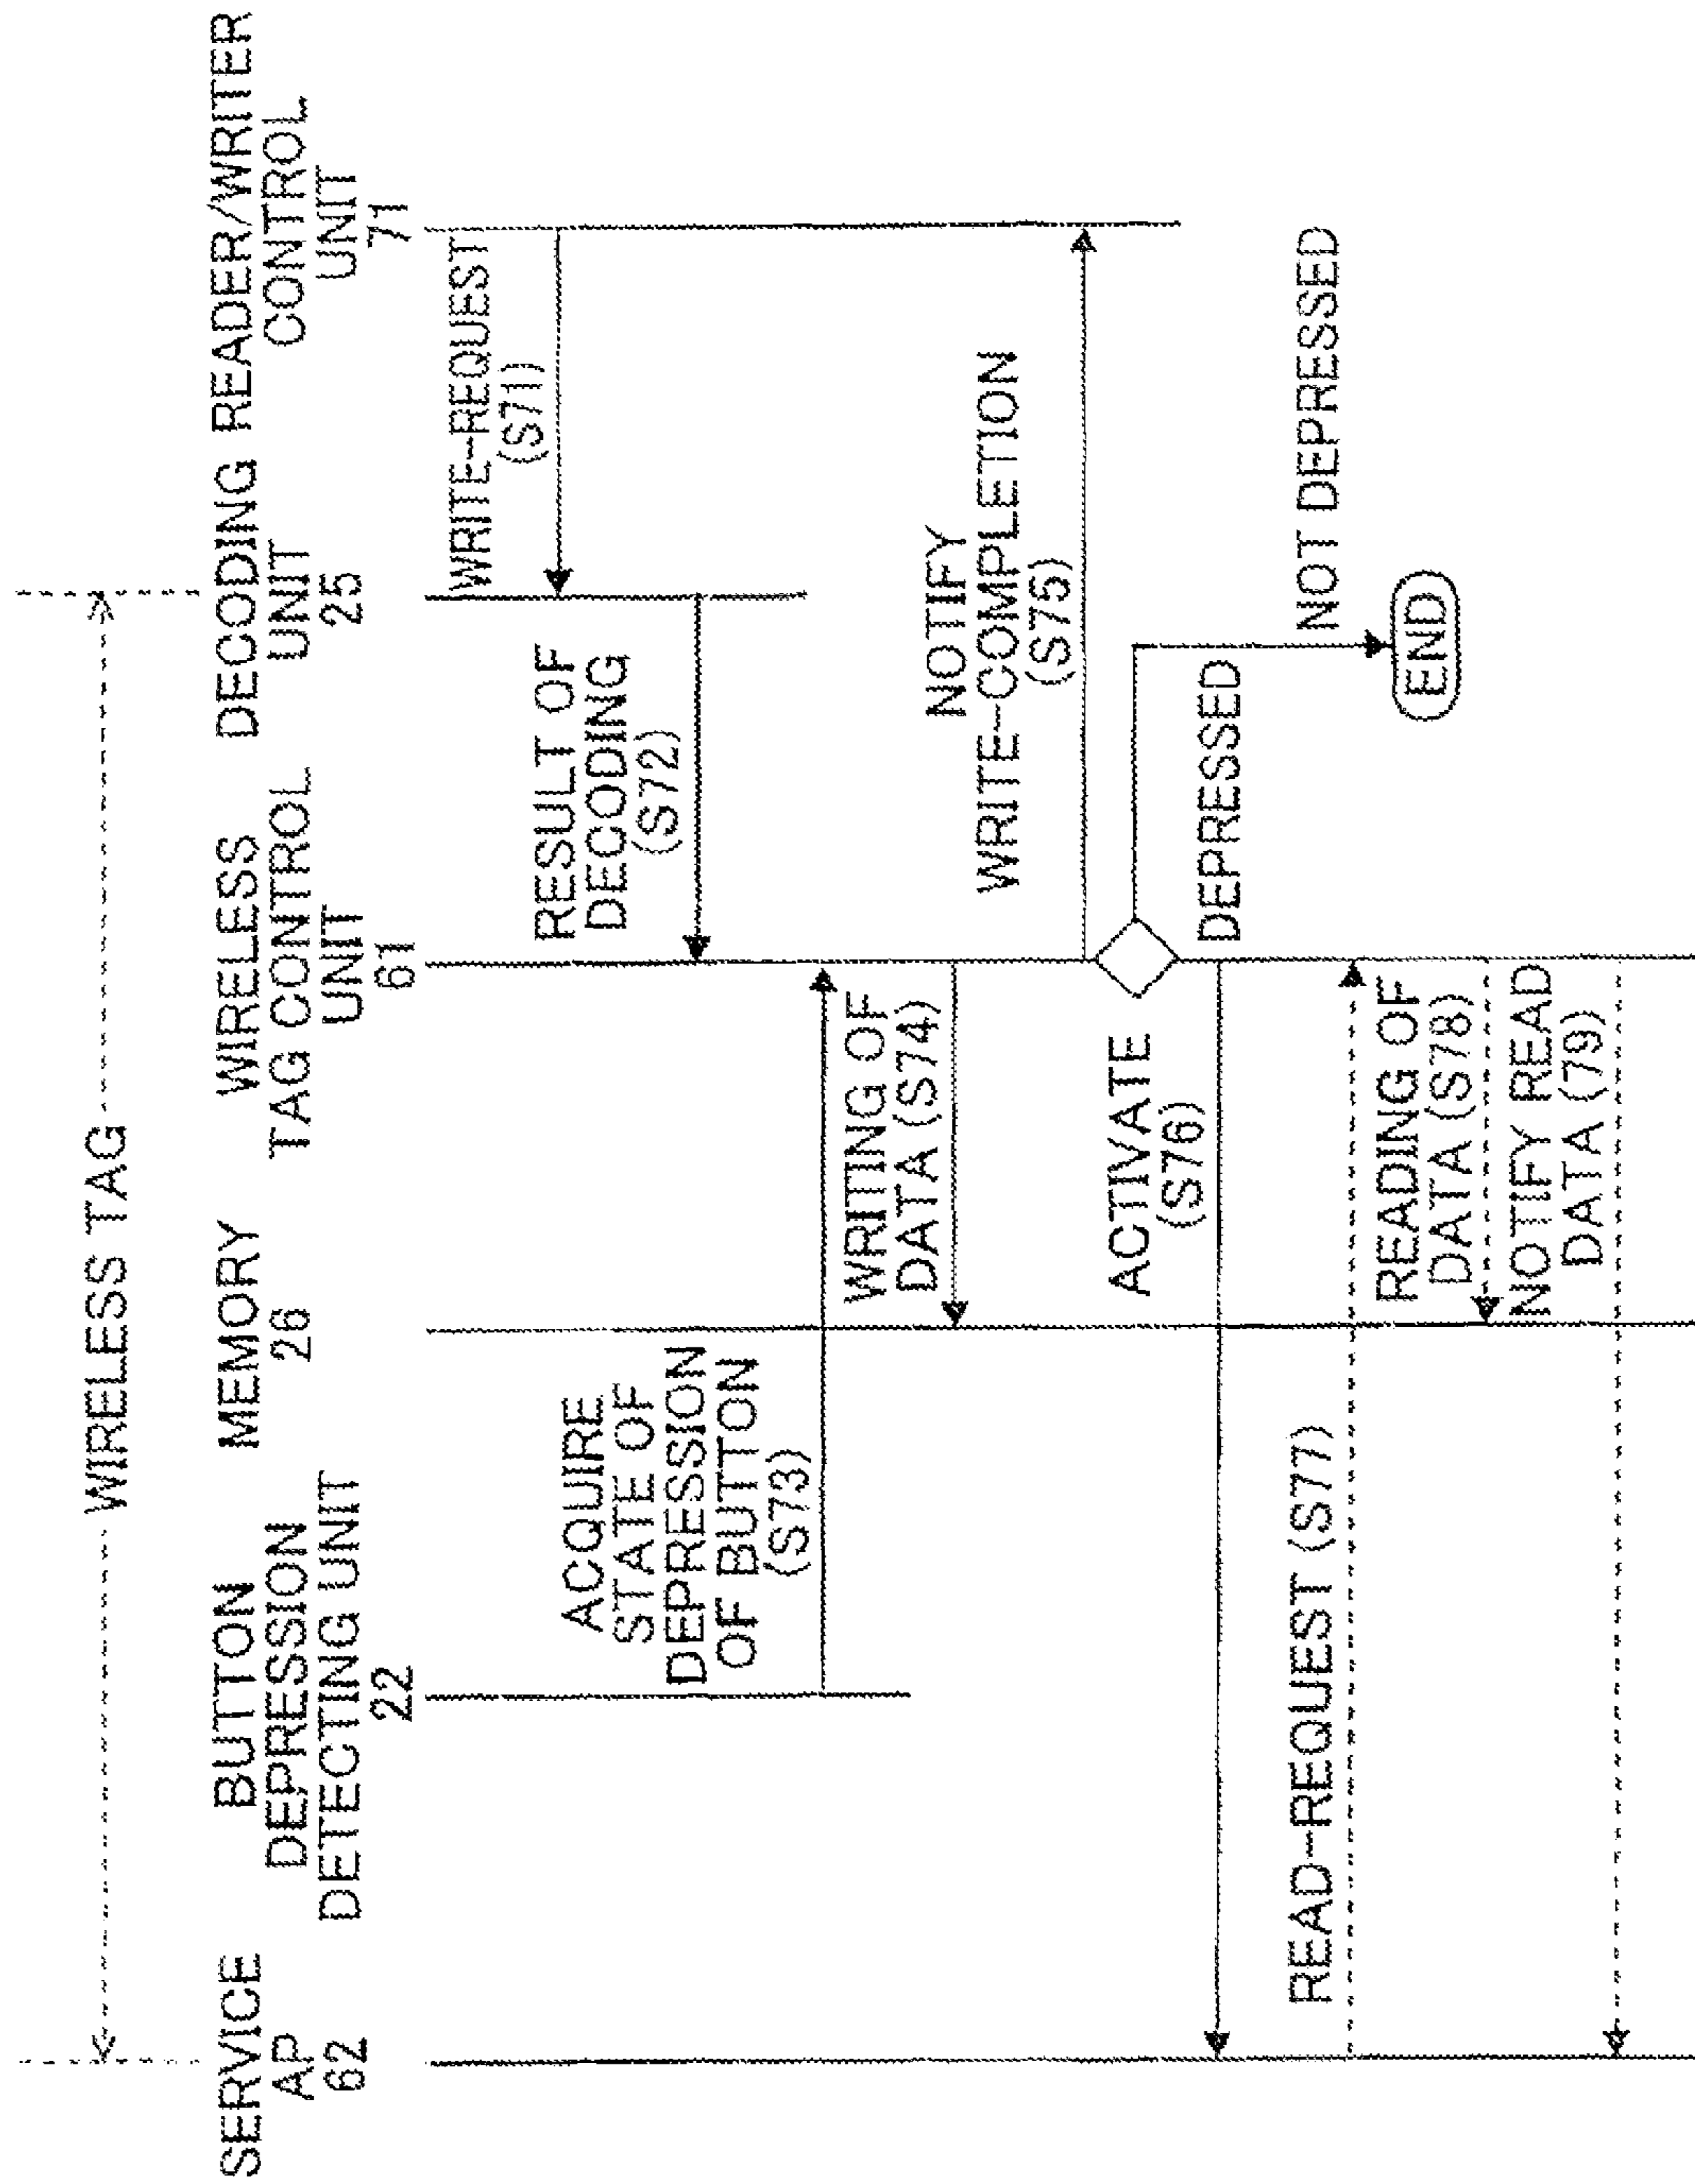 WIRELESS TAG
SERVICE
AP
62
BUTTON
DEPRESSION
DETECTING UNIT
22
MEMORY
26
WIRELESS
TAG CONTROL
UNIT
61
DECODING
UNIT
25
READER/WRITER
CONTROL
UNIT
71
WRITE-REQUEST
(S71)
RESULT OF
DECODING
(S72)
ACQUIRE
STATE OF
DEPRESSION
OF BUTTON
(S73)
WRITING OF
DATA (S74)
NOTIFY
WRITE-COMPLETION
(S75)
ACTIVATE
(S76)
DEPRESSED
NOT DEPRESSED
END
READ-REQUEST (S77)
READING OF
DATA (S78)
NOTIFY READ
DATA (79)